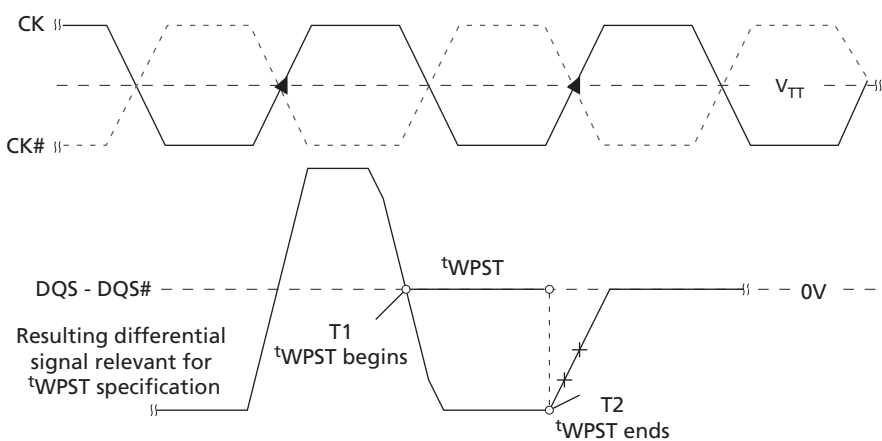 CK
V_TT
CK#
tWPST
DQS - DQS#
0V
T1
tWPST begins
Resulting differential
signal relevant for
tWPST specification
T2
tWPST ends